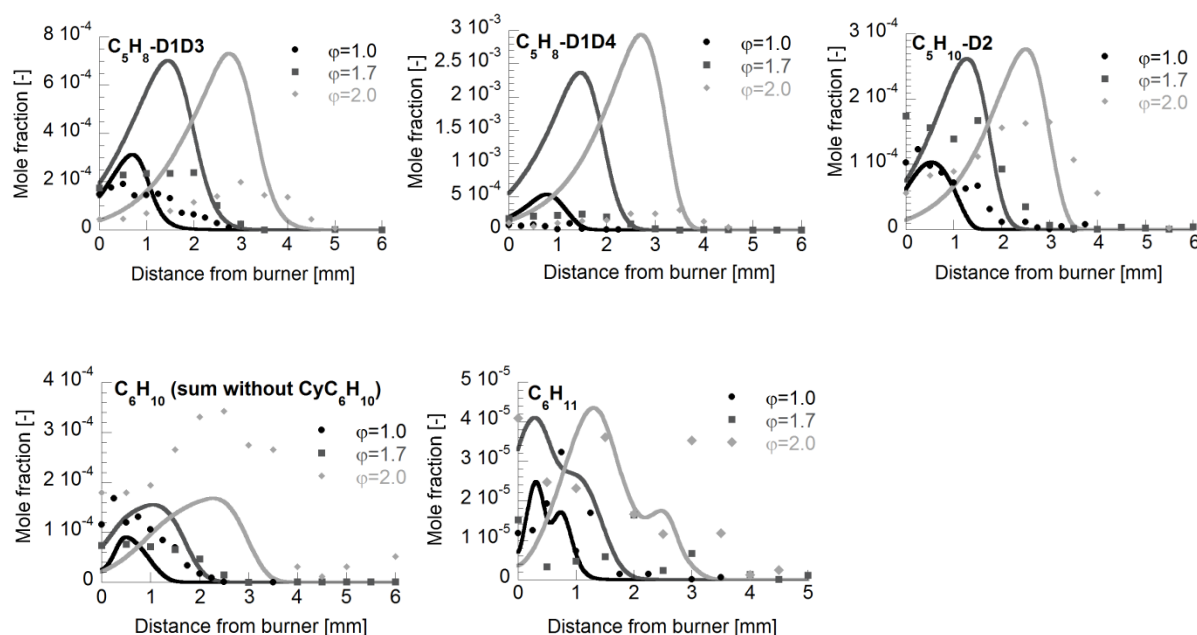 C5H8-D1D3
φ=1.0
φ=1.7
φ=2.0
8 10-4
6 10-4
4 10-4
2 10-4
0
0 1 2 3 4 5 6
Mole fraction [-]
Distance from burner [mm]
C5H8-D1D4
φ=1.0
φ=1.7
φ=2.0
3 10-3
3 10-3
2 10-3
2 10-3
1 10-3
5 10-4
0
0 1 2 3 4 5 6
Mole fraction [-]
Distance from burner [mm]
C5H10-D2
φ=1.0
φ=1.7
φ=2.0
3 10-4
2 10-4
1 10-4
0
0 1 2 3 4 5 6
Mole fraction [-]
Distance from burner [mm]
C6H10 (sum without CyC6H10)
φ=1.0
φ=1.7
φ=2.0
4 10-4
3 10-4
2 10-4
1 10-4
0
0 1 2 3 4 5 6
Mole fraction [-]
Distance from burner [mm]
C6H11
φ=1.0
φ=1.7
φ=2.0
5 10-5
4 10-5
3 10-5
2 10-5
1 10-5
0
0 1 2 3 4 5
Mole fraction [-]
Distance from burner [mm]